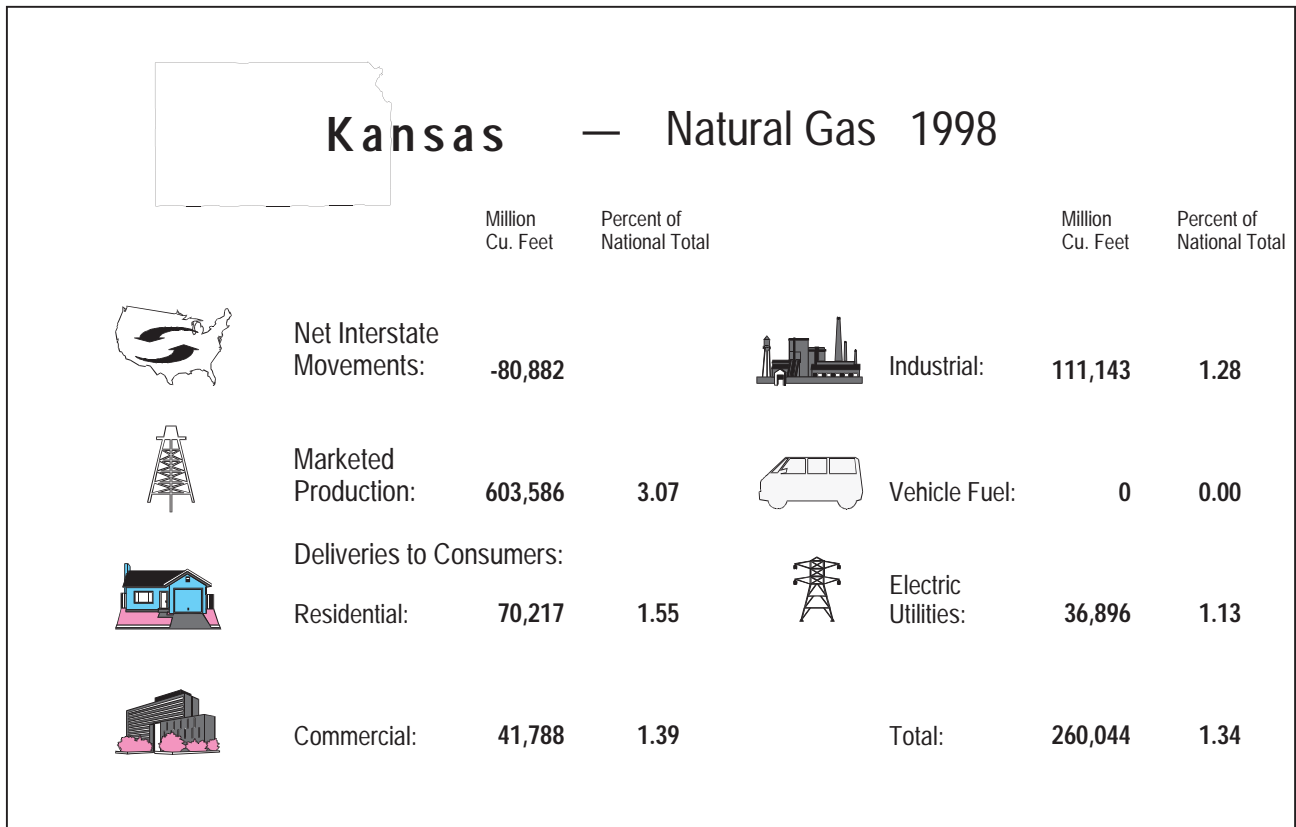 Kansas — Natural Gas 1998
Million Cu. Feet
Percent of National Total
Million Cu. Feet
Percent of National Total
Net Interstate
Movements: -80,882
Marketed
Production: 603,586 3.07
Deliveries to Consumers:
Residential: 70,217 1.55
Commercial: 41,788 1.39
Industrial: 111,143 1.28
Vehicle Fuel: 0 0.00
Electric
Utilities: 36,896 1.13
Total: 260,044 1.34